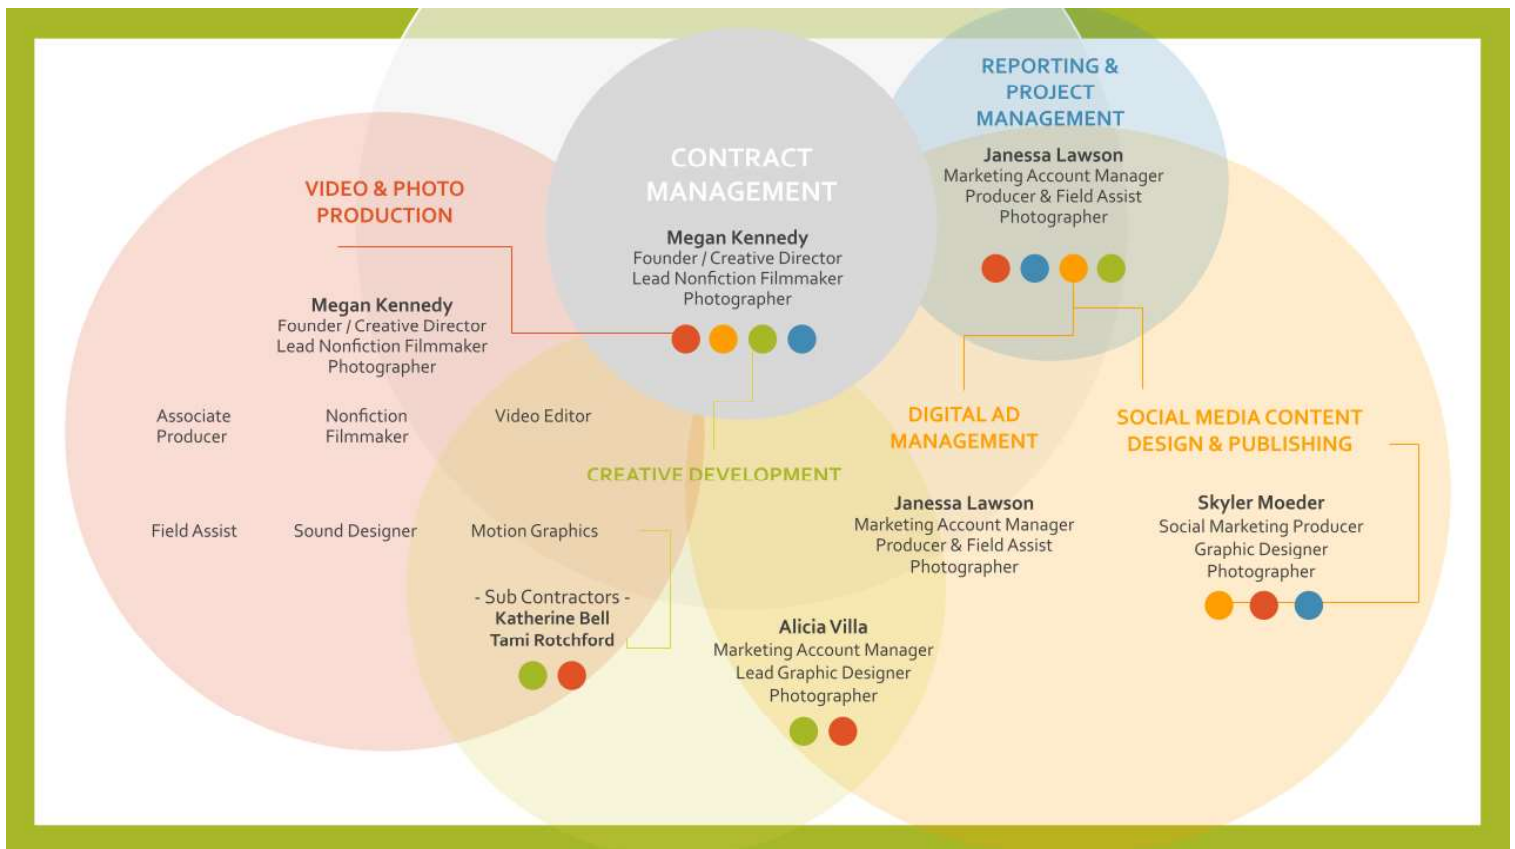 REPORTING &
PROJECT
MANAGEMENT
Janessa Lawson
Marketing Account Manager
Producer & Field Assist
Photographer
CONTRACT
MANAGEMENT
Megan Kennedy
Founder / Creative Director
Lead Nonfiction Filmmaker
Photographer
VIDEO & PHOTO
PRODUCTION
Megan Kennedy
Founder / Creative Director
Lead Nonfiction Filmmaker
Photographer
Associate
Producer
Nonfiction
Filmmaker
Video Editor
Field Assist
Sound Designer
Motion Graphics
- Sub Contractors -
Katherine Bell
Tami Rotchford
CREATIVE DEVELOPMENT
Alicia Villa
Marketing Account Manager
Lead Graphic Designer
Photographer
DIGITAL AD
MANAGEMENT
Janessa Lawson
Marketing Account Manager
Producer & Field Assist
Photographer
SOCIAL MEDIA CONTENT
DESIGN & PUBLISHING
Skyler Moeder
Social Marketing Producer
Graphic Designer
Photographer